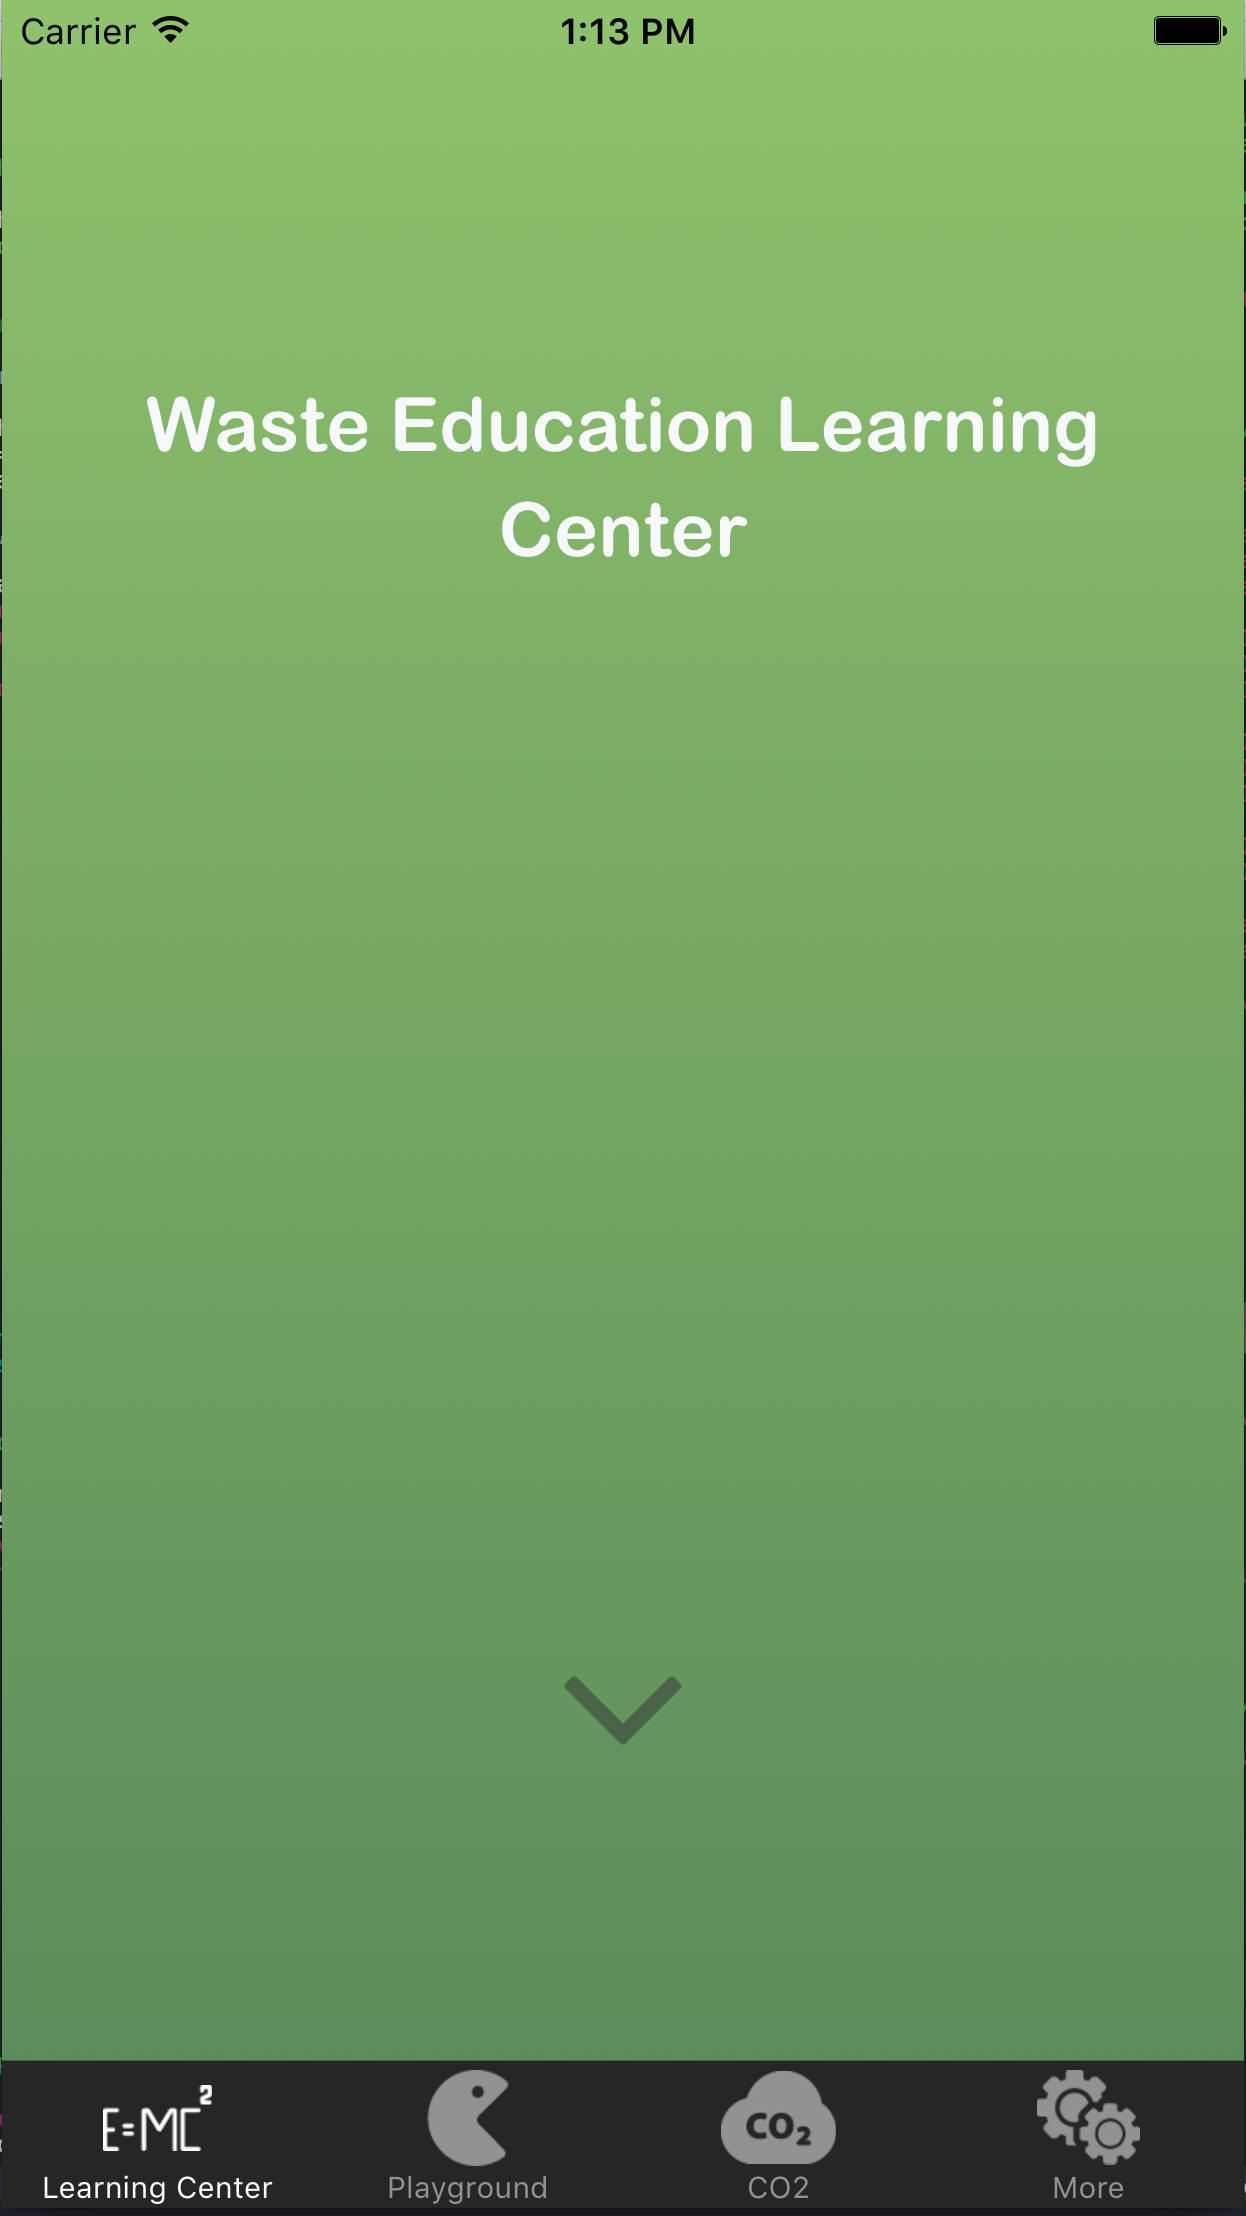 Carrier 1:13 PM
Waste Education Learning
Center
E=MC² CO₂
Learning Center Playground CO2 More